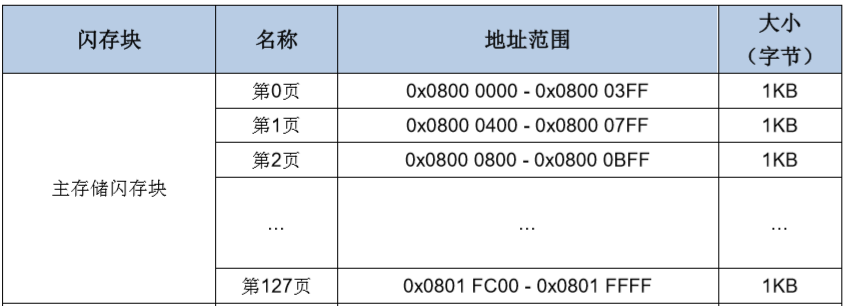 闪存块 名称 地址范围 大小（字节）
主存储闪存块 第0页 0x0800 0000 - 0x0800 03FF 1KB
第1页 0x0800 0400 - 0x0800 07FF 1KB
第2页 0x0800 0800 - 0x0800 0BFF 1KB
… … …
第127页 0x0801 FC00 - 0x0801 FFFF 1KB